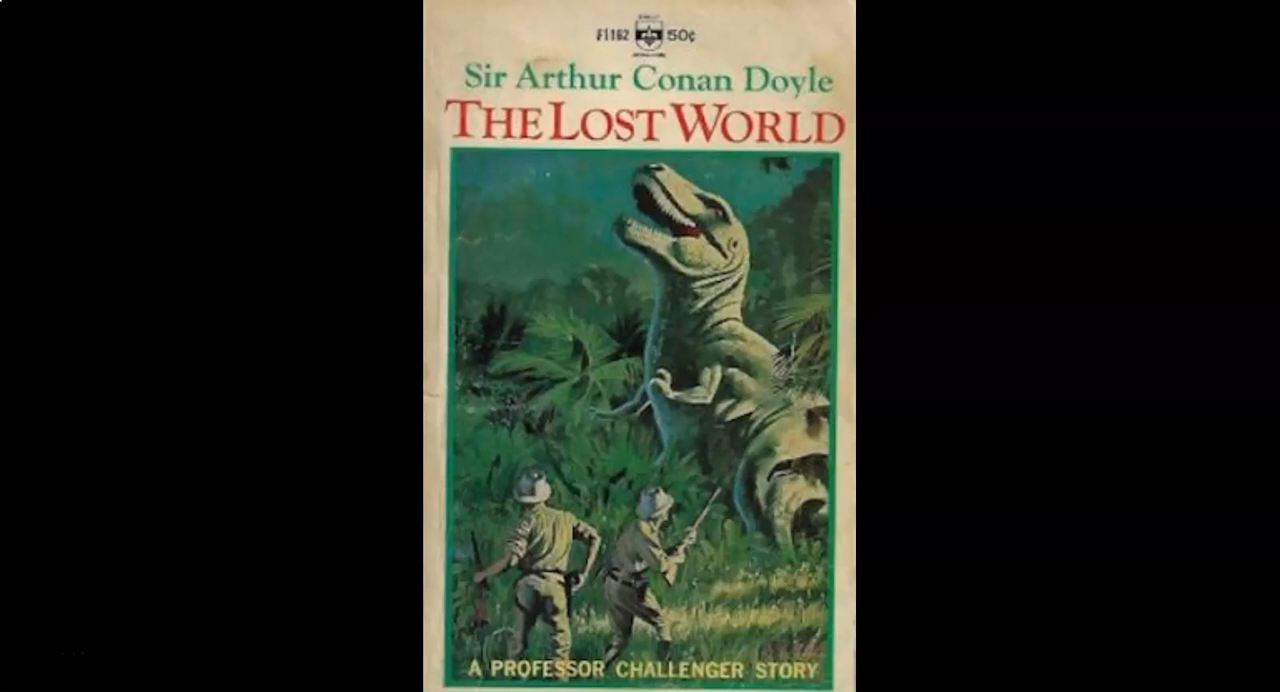 F1162 50¢
Sir Arthur Conan Doyle
THE LOST WORLD
A PROFESSOR CHALLENGER STORY